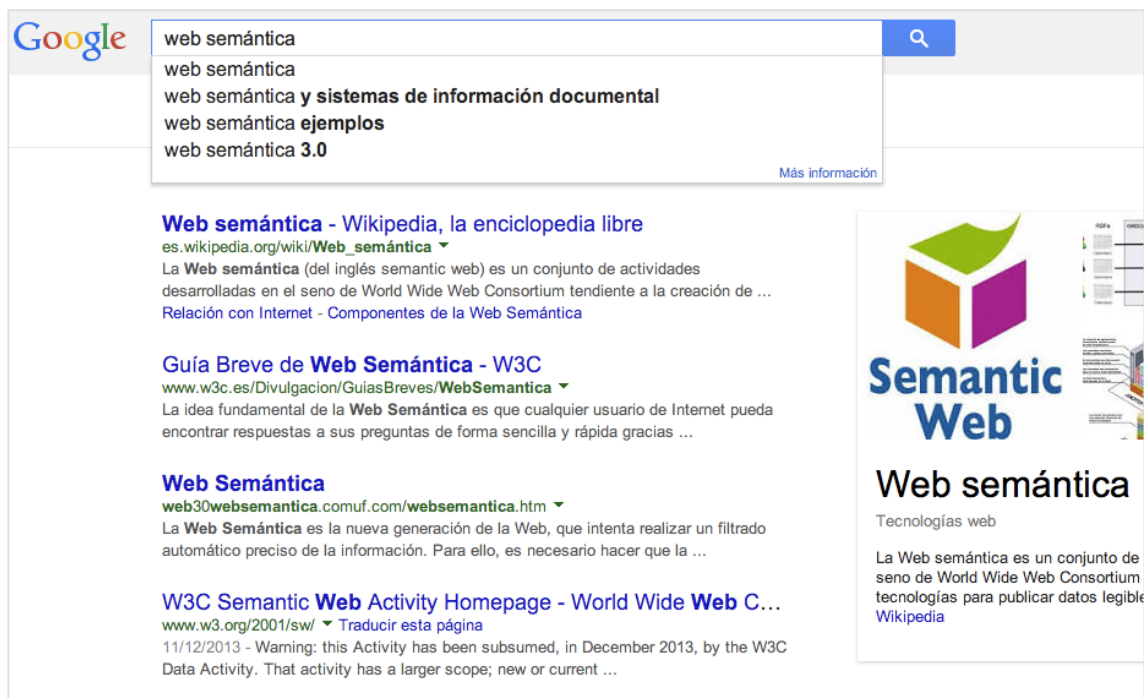 Google
web semántica
web semántica
web semántica y sistemas de información documental
web semántica ejemplos
web semántica 3.0
Más información
Web semántica - Wikipedia, la enciclopedia libre
es.wikipedia.org/wiki/Web_semántica
La Web semántica (del inglés semantic web) es un conjunto de actividades
desarrolladas en el seno de World Wide Web Consortium tendiente a la creación de ...
Relación con Internet - Componentes de la Web Semántica
Guía Breve de Web Semántica - W3C
www.w3c.es/Divulgacion/GuiasBreves/WebSemantica
La idea fundamental de la Web Semántica es que cualquier usuario de Internet pueda
encontrar respuestas a sus preguntas de forma sencilla y rápida gracias ...
Web Semántica
web30websemantica.comuf.com/websemantica.htm
La Web Semántica es la nueva generación de la Web, que intenta realizar un filtrado
automático preciso de la información. Para ello, es necesario hacer que la ...
W3C Semantic Web Activity Homepage - World Wide Web C...
www.w3.org/2001/sw/ Traducir esta página
11/12/2013 - Warning: this Activity has been subsumed, in December 2013, by the W3C
Data Activity. That activity has a larger scope; new or current ...
RDFa
Semantic
Web
Web semántica
Tecnologías web
La Web semántica es un conjunto de
seno de World Wide Web Consortium
tecnologías para publicar datos legible
Wikipedia